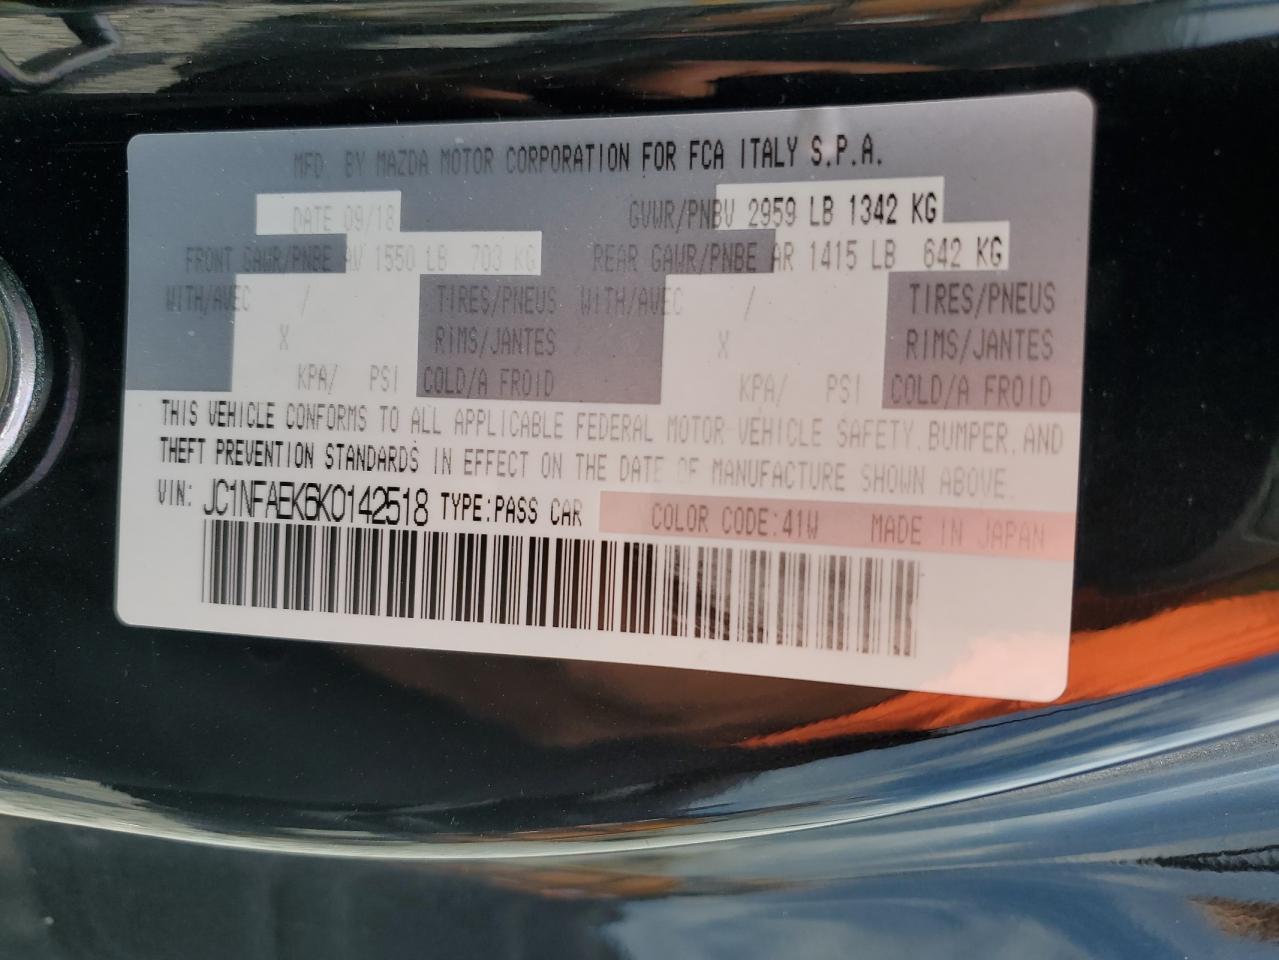 MFD. BY MAZDA MOTOR CORPORATION FOR FCA ITALY S.P.A.
DATE 09/18 GVWR/PNBV 2959 LB 1342 KG
FRONT GAWR/PNBE AV 1550 LB 703 KG REAR GAWR/PNBE AR 1415 LB 642 KG
WITH/AVEC / TIRES/PNEUS WITH/AVEC / TIRES/PNEUS
X RIMS/JANTES X RIMS/JANTES
KPA/ PSI COLD/A FROID KPA/ PSI COLD/A FROID
THIS VEHICLE CONFORMS TO ALL APPLICABLE FEDERAL MOTOR VEHICLE SAFETY, BUMPER, AND
THEFT PREVENTION STANDARDS IN EFFECT ON THE DATE OF MANUFACTURE SHOWN ABOVE.
VIN: JC1NFAEK6K0142518 TYPE:PASS CAR COLOR CODE:41W MADE IN JAPAN